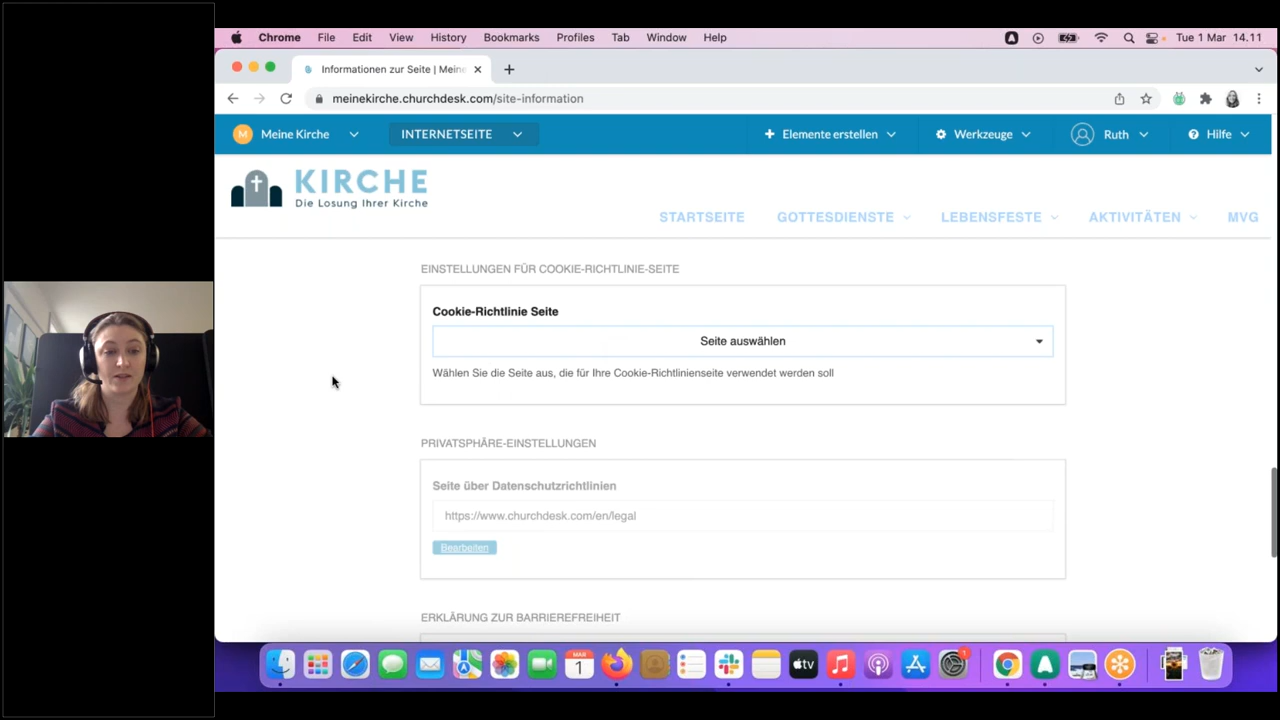 Chrome File Edit View History Bookmarks Profiles Tab Window Help Tue 1 Mar 14.11
Informationen zur Seite | Meine
meinekirche.churchdesk.com/site-information
M Meine Kirche INTERNETSEITE Elemente erstellen Werkzeuge Ruth Hilfe
KIRCHE
Die Losung Ihrer Kirche
STARTSEITE GOTTESDIENSTE LEBENSFESTE AKTIVITÄTEN MVG
EINSTELLUNGEN FÜR COOKIE-RICHTLINIE-SEITE
Cookie-Richtlinie Seite
Seite auswählen
Wählen Sie die Seite aus, die für Ihre Cookie-Richtlinienseite verwendet werden soll
PRIVATSPHÄRE-EINSTELLUNGEN
Seite über Datenschutzrichtlinien
https://www.churchdesk.com/en/legal
Bearbeiten
ERKLÄRUNG ZUR BARRIEREFREIHEIT
MAR
1
tv
1